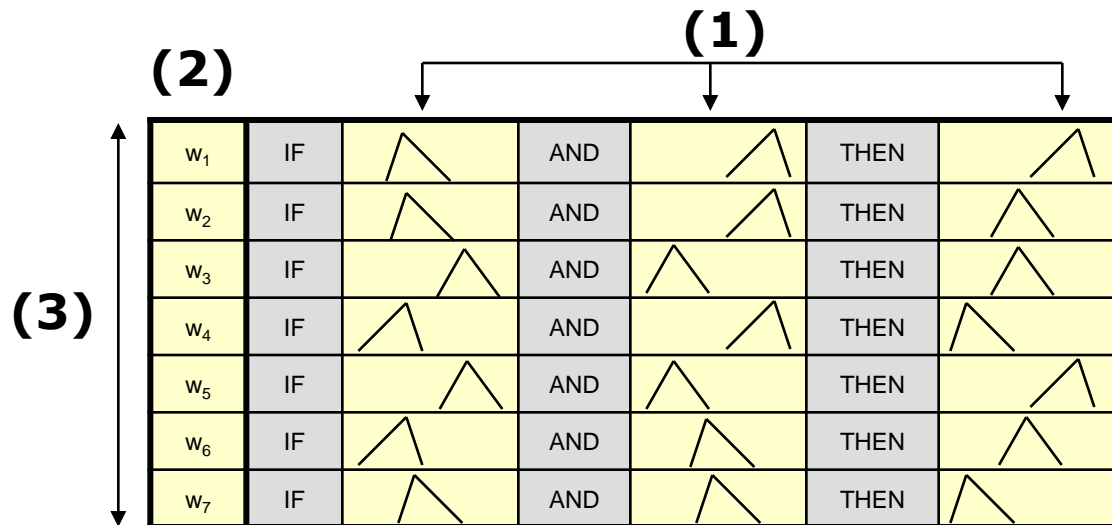 (1)
(2)
w₁ IF AND THEN
w₂ IF AND THEN
(3)
w₃ IF AND THEN
w₄ IF AND THEN
w₅ IF AND THEN
w₆ IF AND THEN
w₇ IF AND THEN